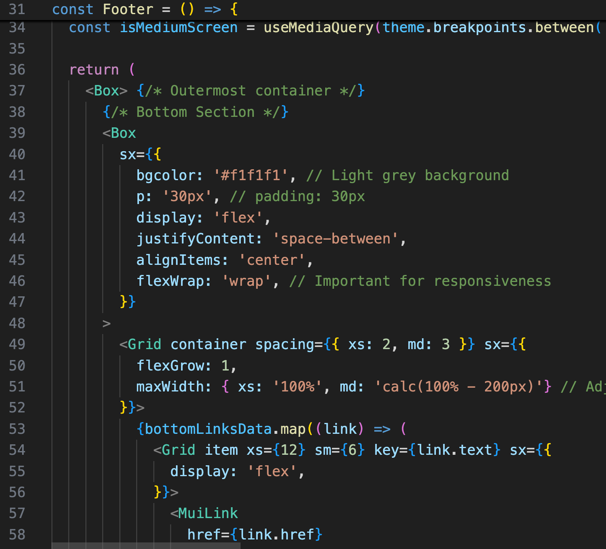 31 const Footer = () => {
34 const isMediumScreen = useMediaQuery(theme.breakpoints.between(
35
36 return (
37 <Box> {/* Outermost container */}
38 {/* Bottom Section */}
39 <Box
40 sx={{
41 bgcolor: '#f1f1f1', // Light grey background
42 p: '30px', // padding: 30px
43 display: 'flex',
44 justifyContent: 'space-between',
45 alignItems: 'center',
46 flexWrap: 'wrap', // Important for responsiveness
47 }}
48 >
49 <Grid container spacing={{ xs: 2, md: 3 }} sx={{
50 flexGrow: 1,
51 maxWidth: { xs: '100%', md: 'calc(100% - 200px)'} // Adj
52 }}>
53 {bottomLinksData.map((link) => (
54 <Grid item xs={12} sm={6} key={link.text} sx={{
55 display: 'flex',
56 }}>
57 <MuiLink
58 href={link.href}